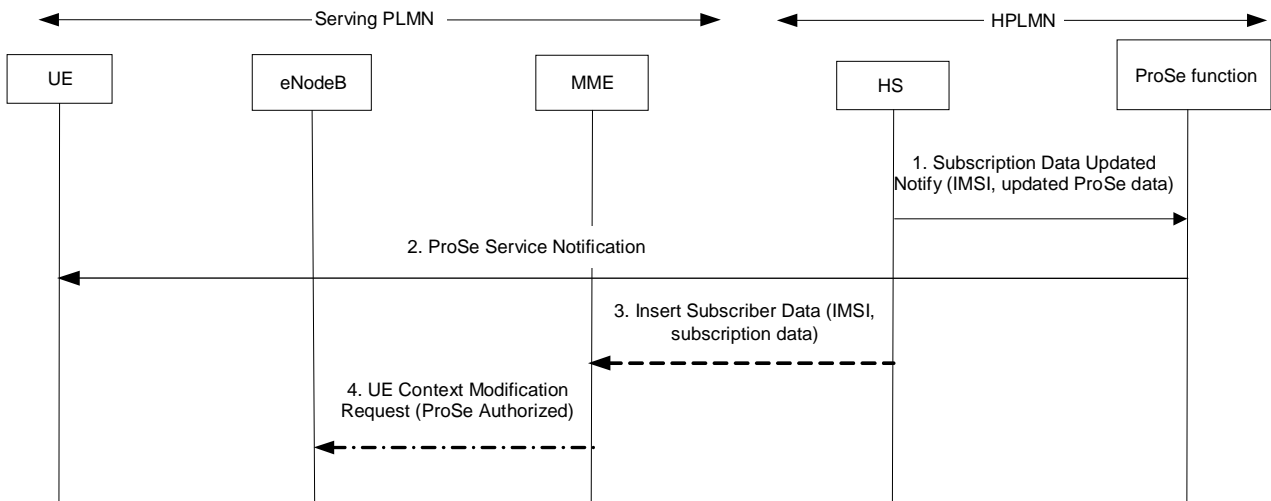 Serving PLMN
HPLMN
UE
eNodeB
MME
HS
ProSe function
1. Subscription Data Updated
Notify (IMSI, updated ProSe data)
2. ProSe Service Notification
3. Insert Subscriber Data (IMSI,
subscription data)
4. UE Context Modification
Request (ProSe Authorized)